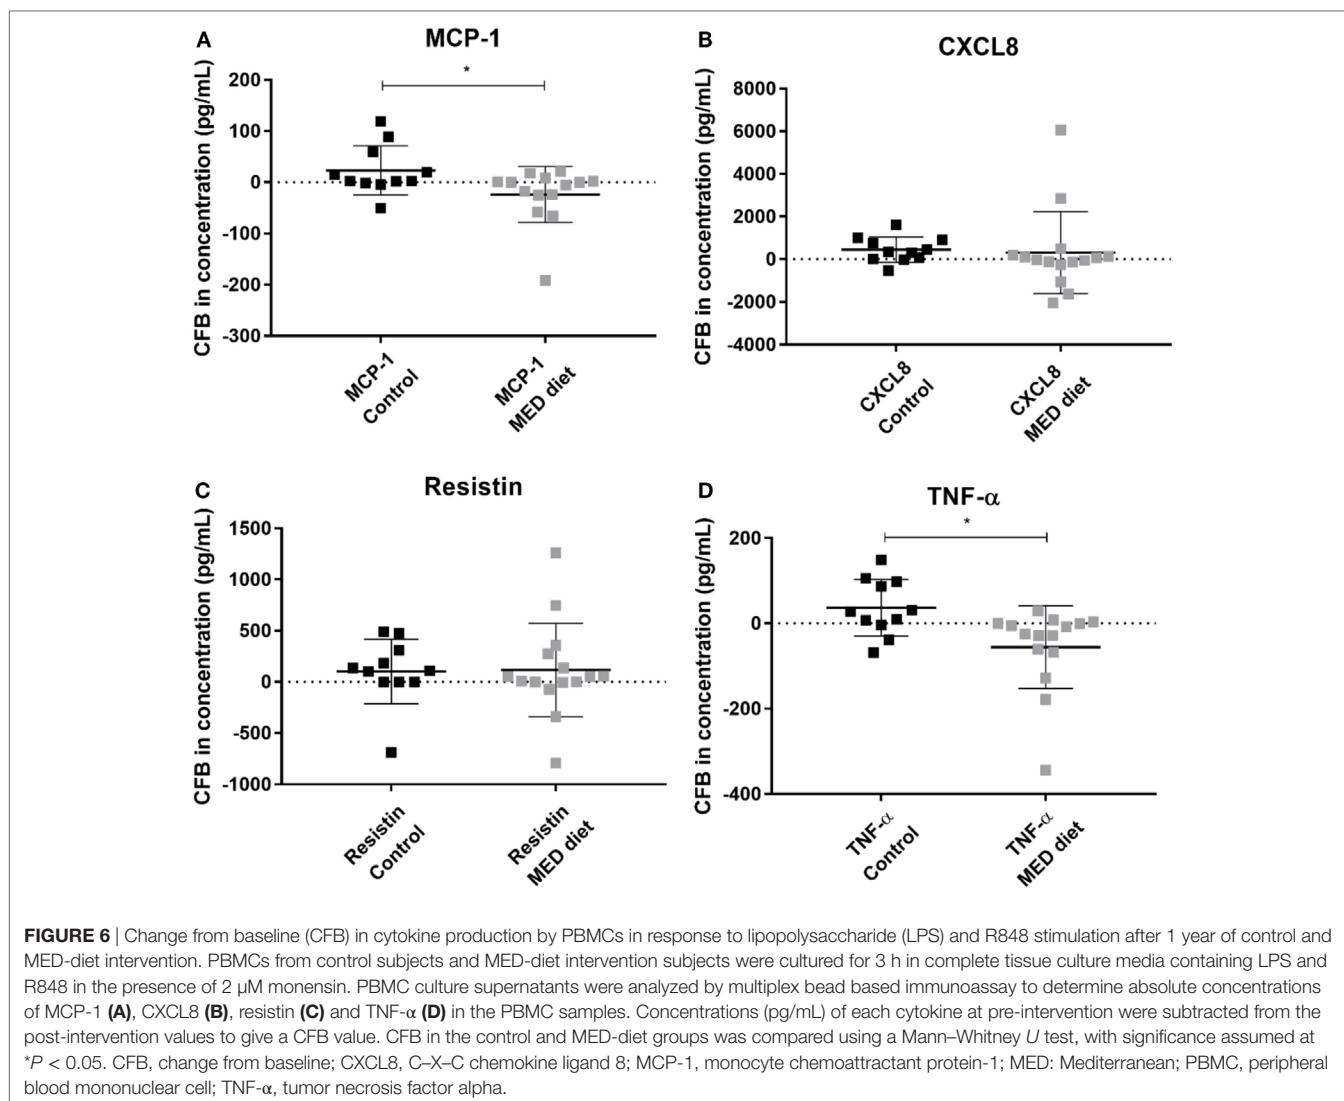 A
MCP-1
CFB in concentration (pg/mL)
200
100
0
-100
-200
-300
*
MCP-1
Control
MCP-1
MED diet
B
CXCL8
CFB in concentration (pg/mL)
8000
6000
4000
2000
0
-2000
-4000
CXCL8
Control
CXCL8
MED diet
C
Resistin
CFB in concentration (pg/mL)
1500
1000
500
0
-500
-1000
Resistin
Control
Resistin
MED diet
D
TNF-α
CFB in concentration (pg/mL)
200
0
-200
-400
*
TNF-α
Control
TNF-α
MED diet
FIGURE 6 | Change from baseline (CFB) in cytokine production by PBMCs in response to lipopolysaccharide (LPS) and R848 stimulation after 1 year of control and
MED-diet intervention. PBMCs from control subjects and MED-diet intervention subjects were cultured for 3 h in complete tissue culture media containing LPS and
R848 in the presence of 2 μM monensin. PBMC culture supernatants were analyzed by multiplex bead based immunoassay to determine absolute concentrations
of MCP-1 (A), CXCL8 (B), resistin (C) and TNF-α (D) in the PBMC samples. Concentrations (pg/mL) of each cytokine at pre-intervention were subtracted from the
post-intervention values to give a CFB value. CFB in the control and MED-diet groups was compared using a Mann–Whitney U test, with significance assumed at
*P < 0.05. CFB, change from baseline; CXCL8, C–X–C chemokine ligand 8; MCP-1, monocyte chemoattractant protein-1; MED: Mediterranean; PBMC, peripheral
blood mononuclear cell; TNF-α, tumor necrosis factor alpha.